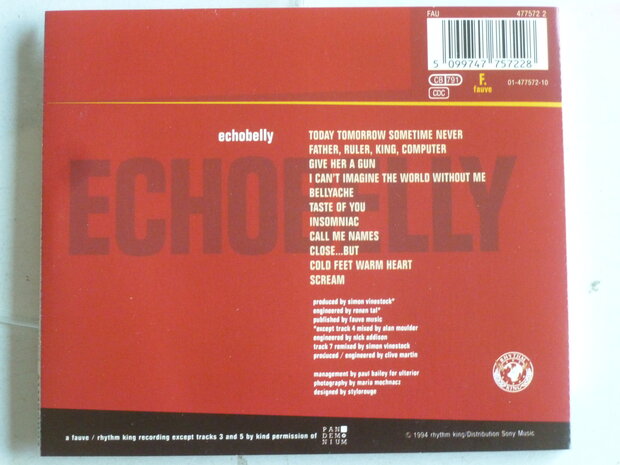 FAU 477572 2
5 099747 757228
CB 791
CDC
F.
fauve
01-477572-10
echobelly
ECHOBELLY
TODAY TOMORROW SOMETIME NEVER
FATHER, RULER, KING, COMPUTER
GIVE HER A GUN
I CAN'T IMAGINE THE WORLD WITHOUT ME
BELLYACHE
TASTE OF YOU
INSOMNIAC
CALL ME NAMES
CLOSE...BUT
COLD FEET WARM HEART
SCREAM
produced by simon vinestock*
engineered by ronen tal*
published by fauve music
*except track 4 mixed by alan moulder
engineered by nick addison
track 7 remixed by simon vinestock
produced / engineered by clive martin
management by paul bailey for ulterior
photography by mario mochnacz
designed by stylorouge
RHYTHM
KING
a fauve / rhythm king recording except tracks 3 and 5 by kind permission of
PAN
DEMO
NIUM
© 1994 rhythm king/Distribution Sony Music